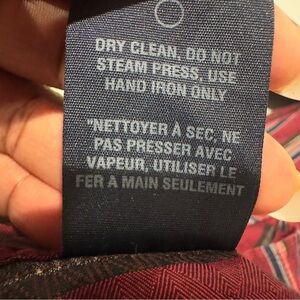 DRY CLEAN, DO NOT
STEAM PRESS, USE
HAND IRON ONLY
"NETTOYER À SEC, NE
PAS PRESSER AVEC
VAPEUR, UTILISER LE
FER A MAIN SEULEMENT